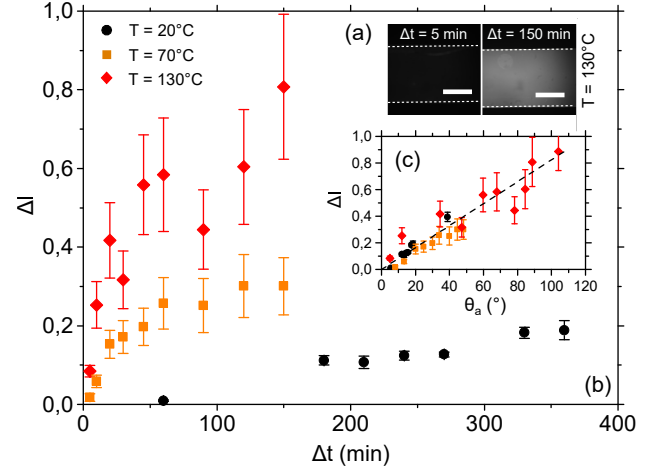 1,0
0,8
0,6
0,4
0,2
0,0
ΔI
T = 20°C
T = 70°C
T = 130°C
(a)
Δt = 5 min
Δt = 150 min
T = 130°C
(c)
1,0
0,8
0,6
0,4
0,2
0,0
ΔI
0 20 40 60 80 100 120
θa (°)
(b)
0 100 200 300 400
Δt (min)